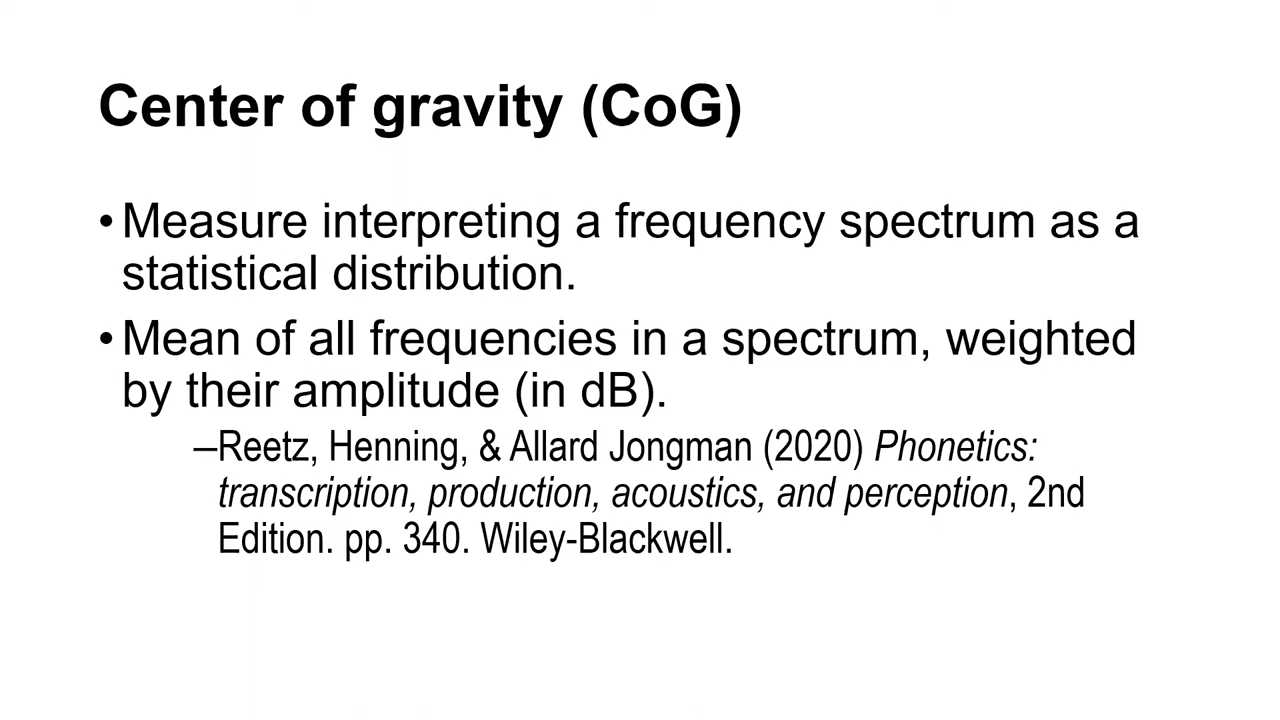 Center of gravity (CoG)
•Measure interpreting a frequency spectrum as a
statistical distribution.
•Mean of all frequencies in a spectrum, weighted
by their amplitude (in dB).
–Reetz, Henning, & Allard Jongman (2020) Phonetics:
transcription, production, acoustics, and perception, 2nd
Edition. pp. 340. Wiley-Blackwell.